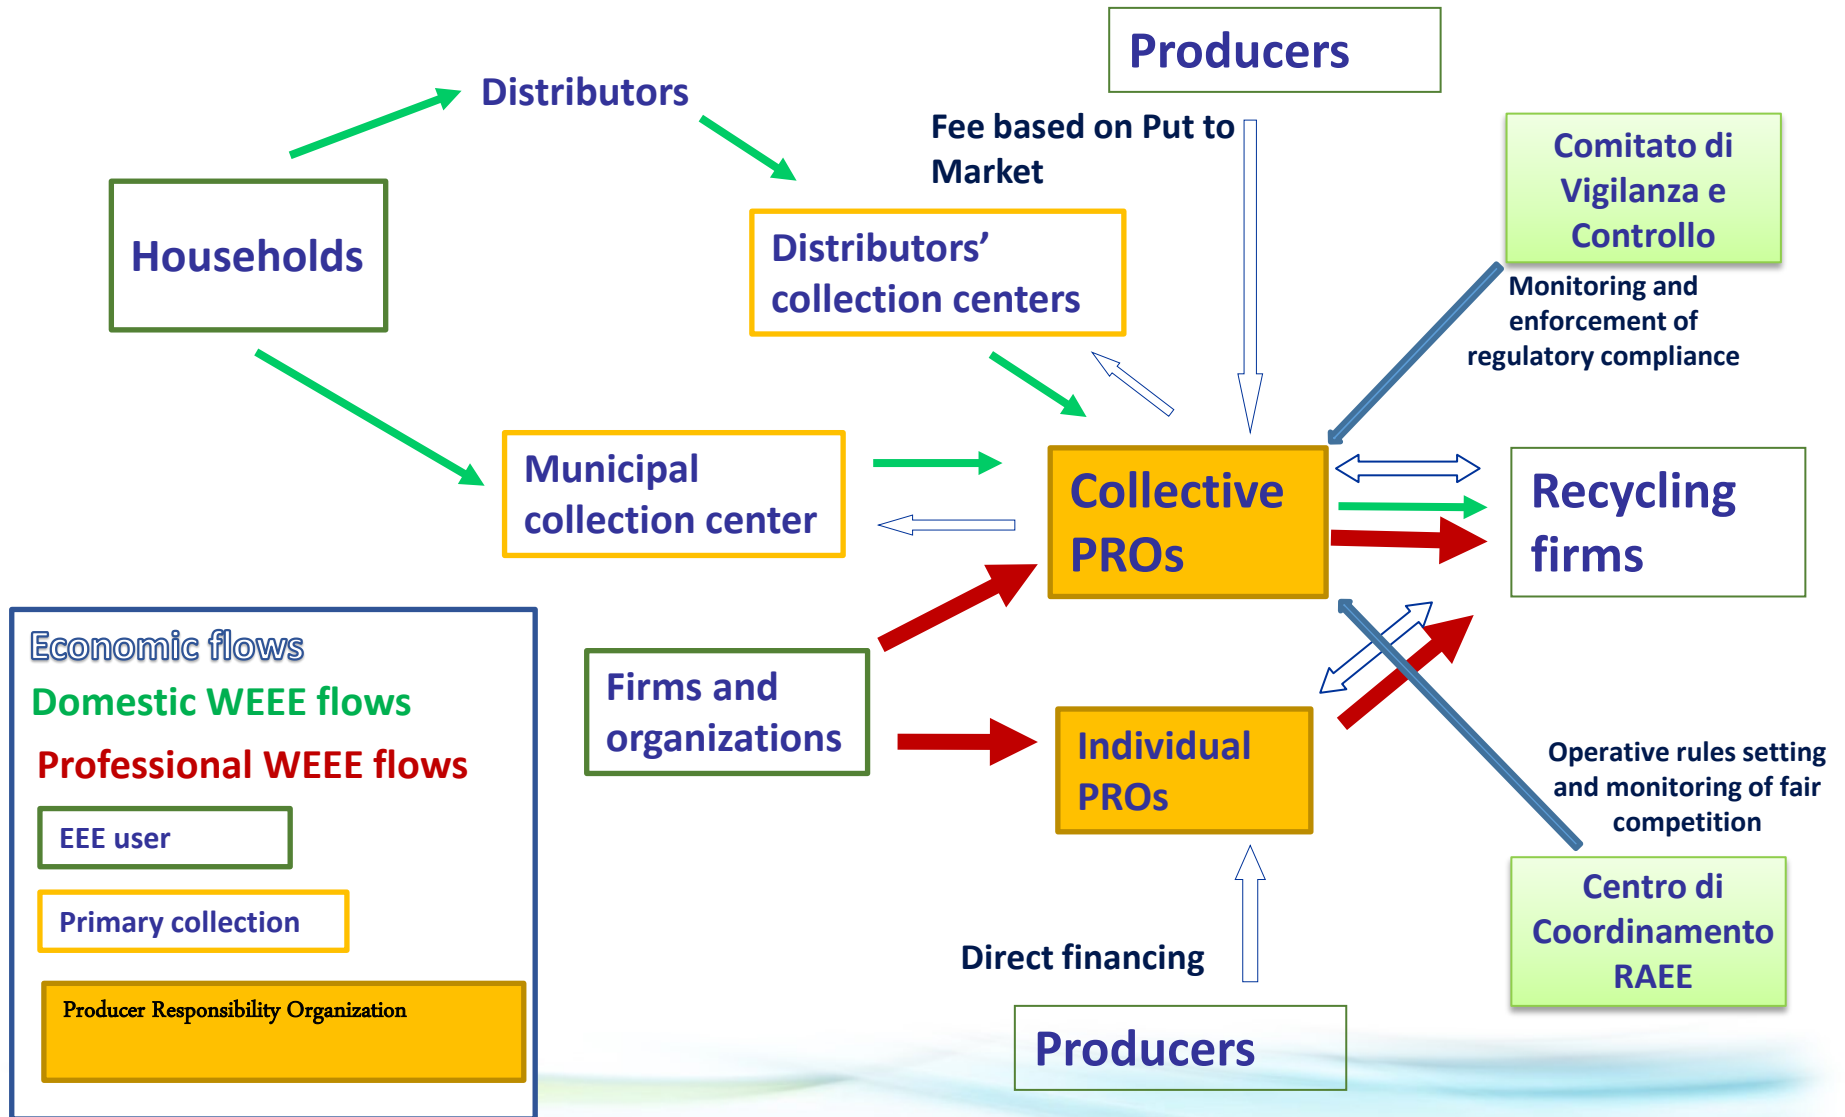 Producers
Distributors
Fee based on Put to
Market
Comitato di
Vigilanza e
Controllo
Households
Distributors’
collection centers
Monitoring and
enforcement of
regulatory compliance
Municipal
collection center
Collective
PROs
Recycling
firms
Economic flows
Domestic WEEE flows
Professional WEEE flows
EEE user
Primary collection
Producer Responsibility Organization
Firms and
organizations
Individual
PROs
Operative rules setting
and monitoring of fair
competition
Centro di
Coordinamento
RAEE
Direct financing
Producers